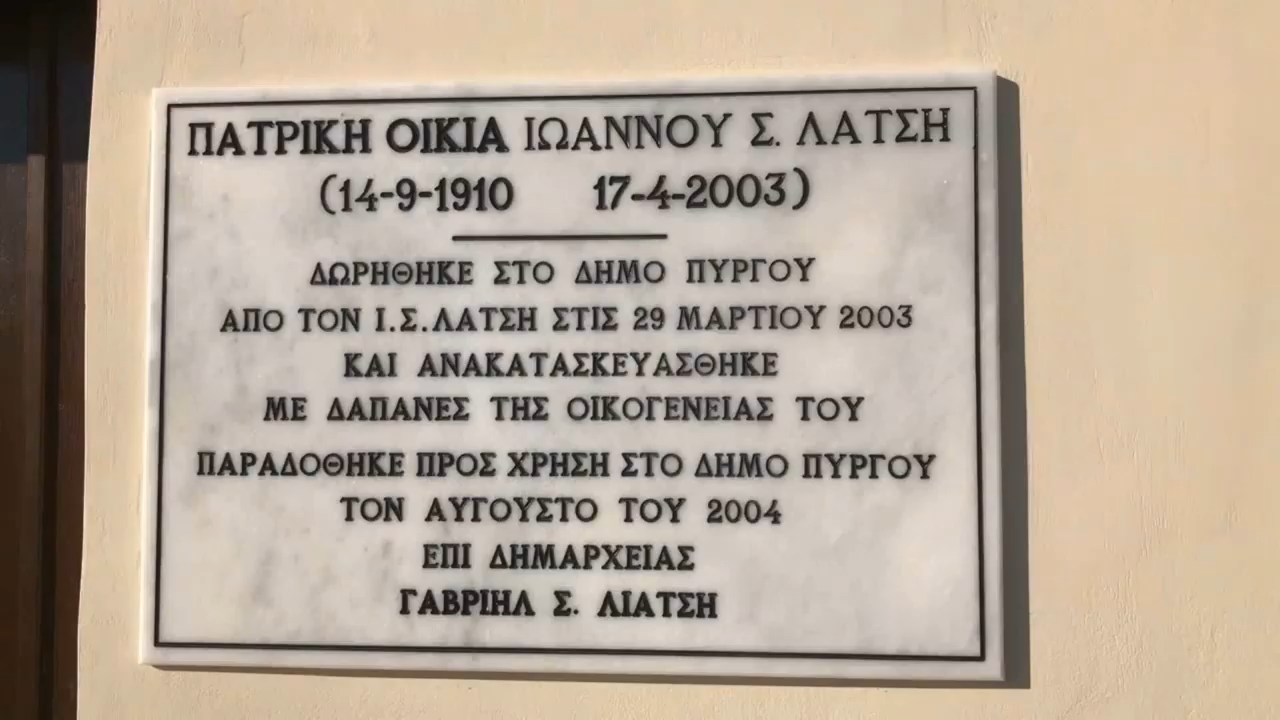 ΠΑΤΡΙΚΗ ΟΙΚΙΑ ΙΩΑΝΝΟΥ Σ. ΛΑΤΣΗ
(14-9-1910 17-4-2003)
ΔΩΡΗΘΗΚΕ ΣΤΟ ΔΗΜΟ ΠΥΡΓΟΥ
ΑΠΟ ΤΟΝ Ι.Σ.ΛΑΤΣΗ ΣΤΙΣ 29 ΜΑΡΤΙΟΥ 2003
ΚΑΙ ΑΝΑΚΑΤΑΣΚΕΥΑΣΘΗΚΕ
ΜΕ ΔΑΠΑΝΕΣ ΤΗΣ ΟΙΚΟΓΕΝΕΙΑΣ ΤΟΥ
ΠΑΡΑΔΟΘΗΚΕ ΠΡΟΣ ΧΡΗΣΗ ΣΤΟ ΔΗΜΟ ΠΥΡΓΟΥ
ΤΟΝ ΑΥΓΟΥΣΤΟ ΤΟΥ 2004
ΕΠΙ ΔΗΜΑΡΧΕΙΑΣ
ΓΑΒΡΙΗΛ Σ. ΛΙΑΤΣΗ